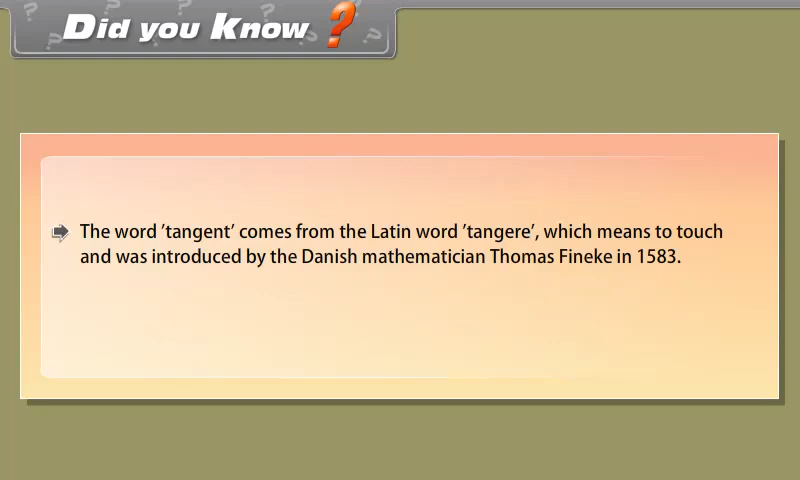 Did you Know ?
The word ’tangent’ comes from the Latin word ’tangere’, which means to touch
and was introduced by the Danish mathematician Thomas Fineke in 1583.